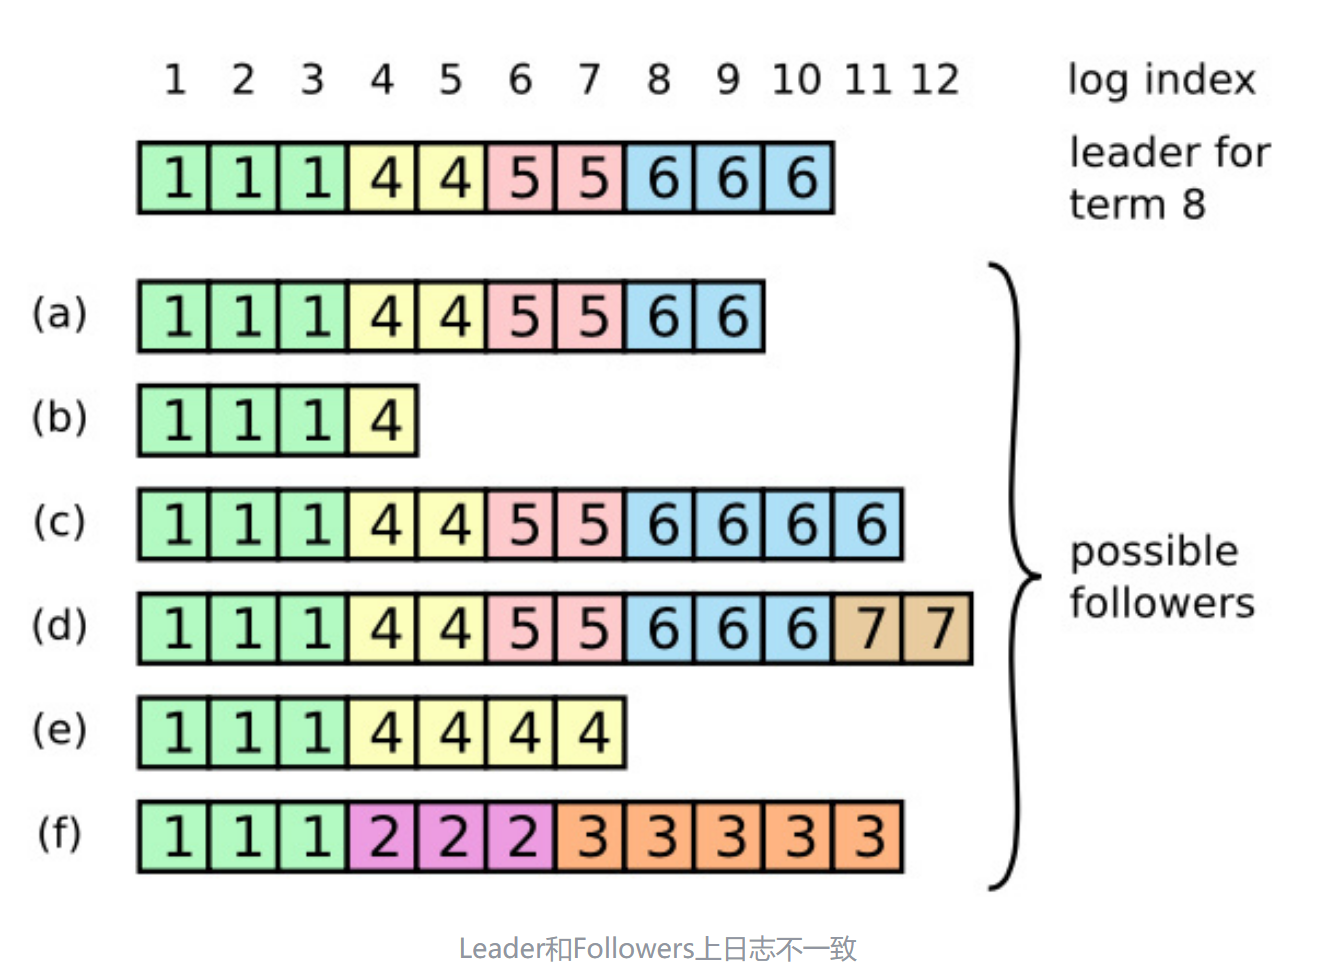 1 2 3 4 5 6 7 8 9 10 11 12 log index
1 1 1 4 4 5 5 6 6 6
leader for
term 8
(a) 1 1 1 4 4 5 5 6 6
(b) 1 1 1 4
(c) 1 1 1 4 4 5 5 6 6 6 6
(d) 1 1 1 4 4 5 5 6 6 6 7 7
(e) 1 1 1 4 4 4 4
(f) 1 1 1 2 2 2 3 3 3 3 3
possible
followers
Leader和Followers上日志不一致